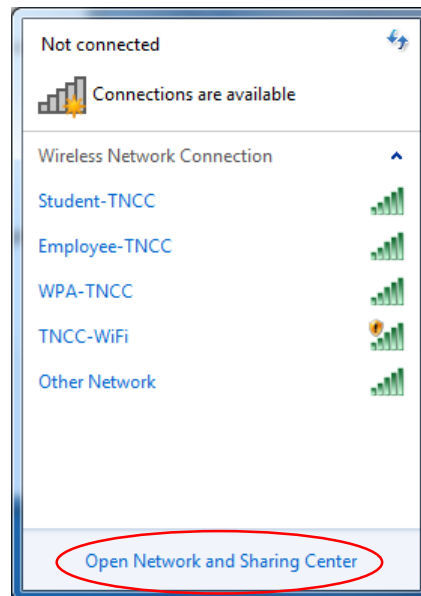 Not connected
Connections are available
Wireless Network Connection
Student-TNCC
Employee-TNCC
WPA-TNCC
TNCC-WiFi
Other Network
Open Network and Sharing Center